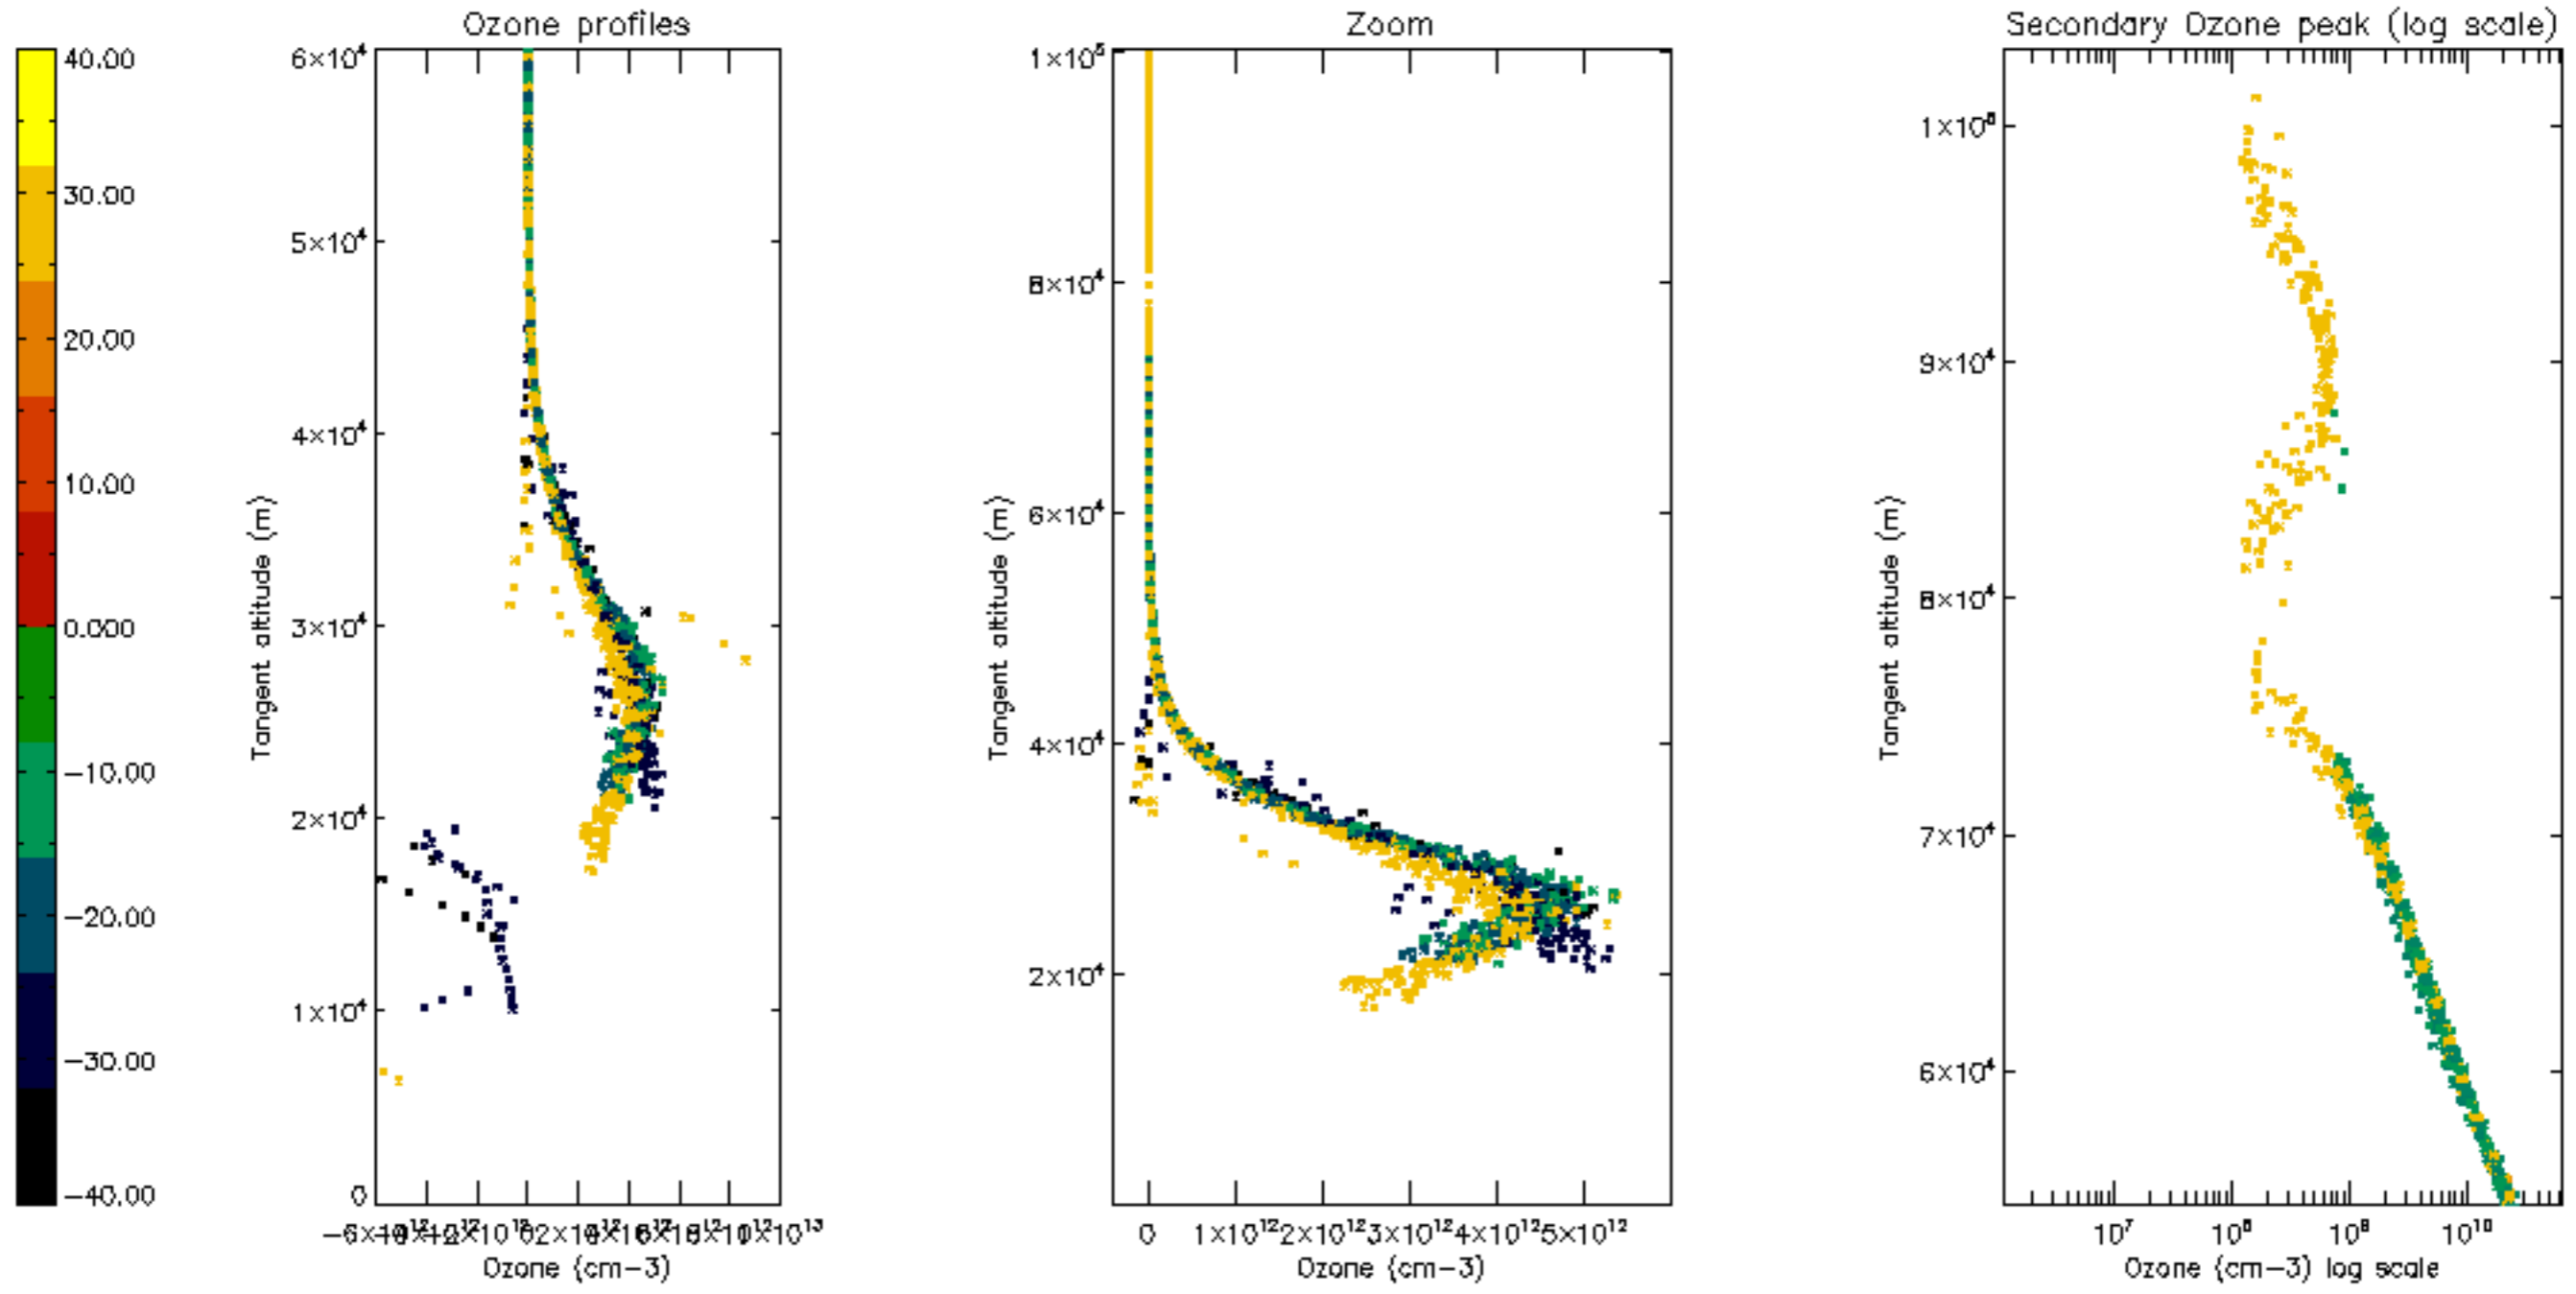 Ozone profiles
Zoom
Secondary Ozone peak (log scale)
40.00
30.00
20.00
10.00
0.000
−10.00
−20.00
−30.00
−40.00
6×10⁴
5×10⁴
4×10⁴
3×10⁴
2×10⁴
1×10⁴
0
Tangent altitude (m)
Ozone (cm−3)
1×10⁵
8×10⁴
6×10⁴
4×10⁴
2×10⁴
Tangent altitude (m)
0 1×10¹² 2×10¹² 3×10¹² 4×10¹² 5×10¹²
Ozone (cm−3)
1×10⁵
9×10⁴
8×10⁴
7×10⁴
6×10⁴
Tangent altitude (m)
10⁷ 10⁸ 10⁹ 10¹⁰
Ozone (cm−3) log scale